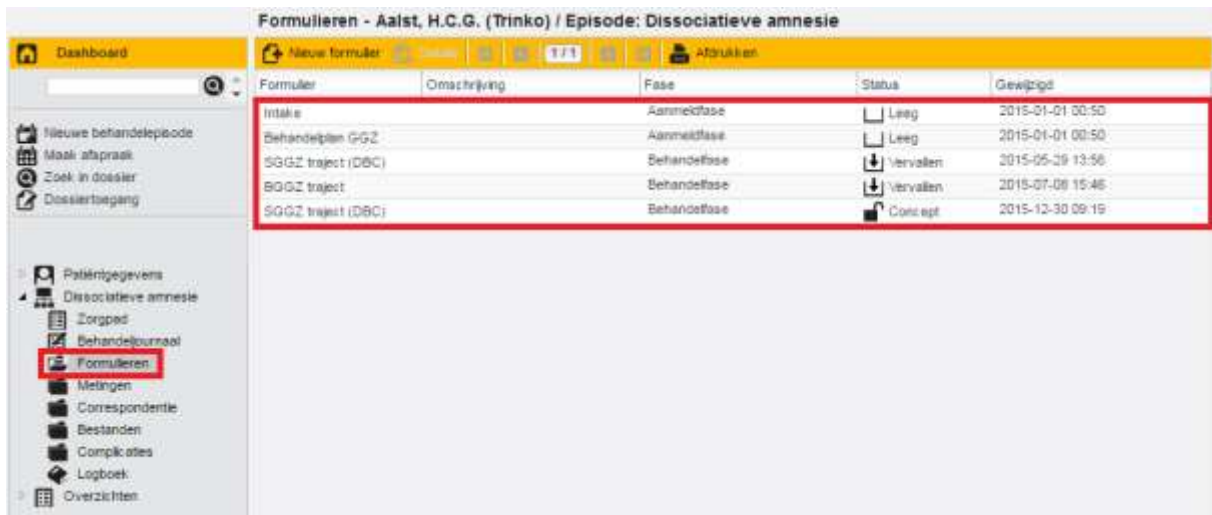 Formulieren - Aalst, H.C.G. (Trinko) / Episode: Dissociatieve amnesie
Dashboard
Nieuw formulier 1 / 1 Afdrukken
Formulier Omschrijving Fase Status Gewijzigd
Intake Aanmeldfase Leeg 2015-01-01 00:50
Behandelplan GGZ Aanmeldfase Leeg 2015-01-01 00:50
SGGZ traject (DBC) Behandelfase Vervallen 2015-05-29 13:56
BGGZ traject Behandelfase Vervallen 2015-07-08 15:46
SGGZ traject (DBC) Behandelfase Concept 2015-12-30 09:19
Nieuwe behandelepisode
Maak afspraak
Zoek in dossier
Dossiertoegang
Patiëntgegevens
Dissociatieve amnesie
Zorgpad
Behandeljournaal
Formulieren
Metingen
Correspondentie
Bestanden
Complicaties
Logboek
Overzichten